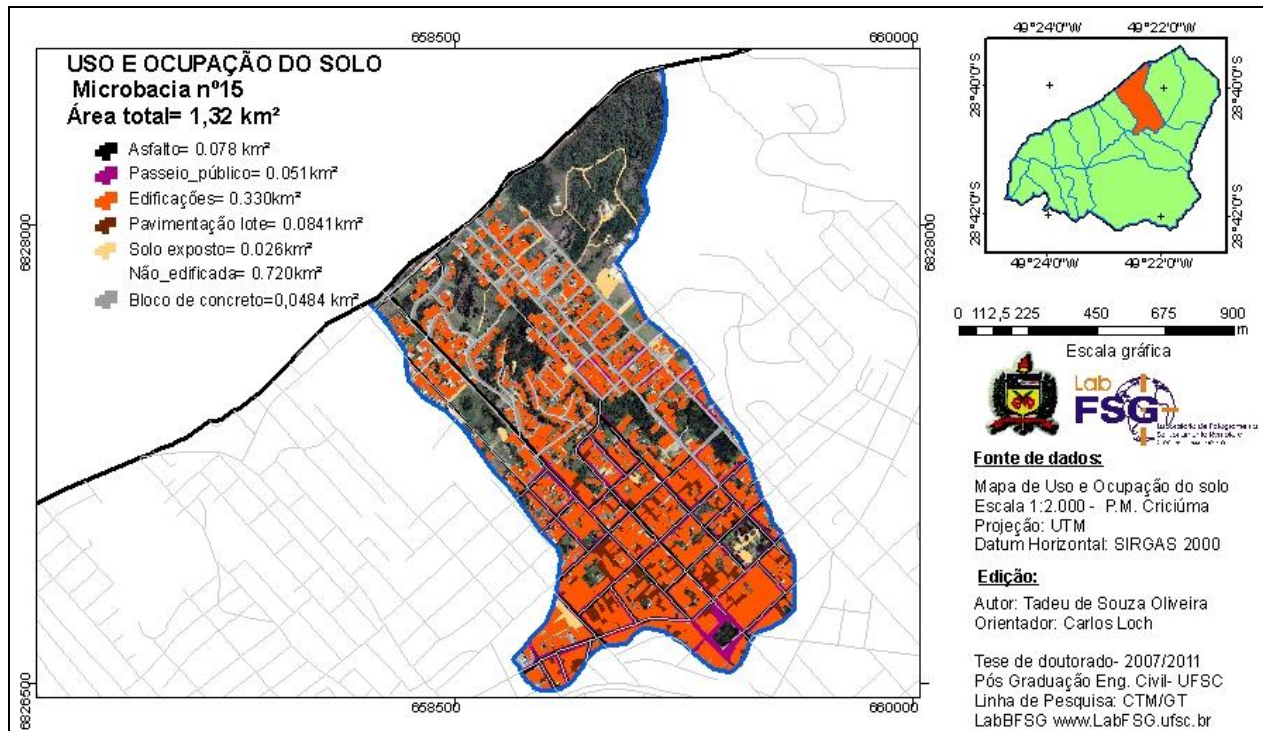 USO E OCUPAÇÃO DO SOLO
Microbacia nº15
Área total= 1,32 km²
Asfalto= 0.078 km²
Passeio_público= 0.051km²
Edificações= 0.330km²
Pavimentação lote= 0.0841km²
Solo exposto= 0.026km²
Não_edificada= 0.720km²
Bloco de concreto=0,0484 km²
658500
660000
6828000
6828000
6826500
6826500
658500
660000
49°24'0"W
49°22'0"W
28°40'0"S
28°40'0"S
28°42'0"S
28°42'0"S
49°24'0"W
49°22'0"W
0 112,5 225 450 675 900
m
Escala gráfica
Lab
FSG
Fonte de dados:
Mapa de Uso e Ocupação do solo
Escala 1:2.000 - P.M. Criciúma
Projeção: UTM
Datum Horizontal: SIRGAS 2000
Edição:
Autor: Tadeu de Souza Oliveira
Orientador: Carlos Loch
Tese de doutorado- 2007/2011
Pós Graduação Eng. Civil- UFSC
Linha de Pesquisa: CTM/GT
LabBFSG www.LabFSG.ufsc.br